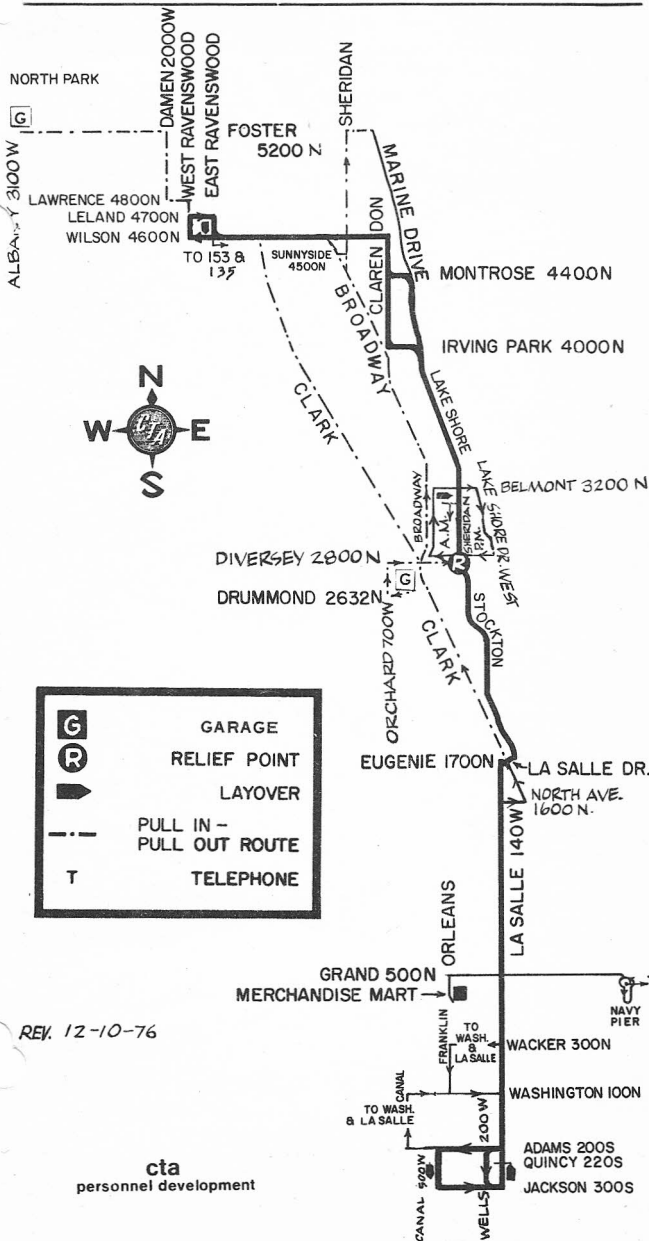 NORTH PARK
G
ALBANY 3100W
DAMEN 2000W
WEST RAVENSWOOD
EAST RAVENSWOOD
FOSTER
5200 N
SHERIDAN
MARINE DRIVE
LAWRENCE 4800N
LELAND 4700N
WILSON 4600N
TO 153 &
135
SUNNYSIDE
4500N
CLARENDON
MONTROSE 4400N
BROADWAY
IRVING PARK 4000N
CLARK
N
W
CTA
E
S
LAKE SHORE
BELMONT 3200 N
BROADWAY
A.M.
SHERIDAN
P.M.
LAKE SHORE DR. WEST
DIVERSEY 2800N
R
G
DRUMMOND 2632N
ORCHARD 700W
CLARK
STOCKTON
G GARAGE
R RELIEF POINT
LAYOVER
PULL IN -
PULL OUT ROUTE
T TELEPHONE
EUGENIE 1700N
LA SALLE DR.
NORTH AVE.
1600 N.
LA SALLE 140W
ORLEANS
GRAND 500N
MERCHANDISE MART
NAVY
PIER
REV. 12-10-76
FRANKLIN
TO
WASH.
&
LA SALLE
WACKER 300N
CANAL
WASHINGTON 100N
TO WASH.
& LA SALLE
200W
ADAMS 200S
QUINCY 220S
JACKSON 300S
CANAL 500W
WELLS
cta
personnel development